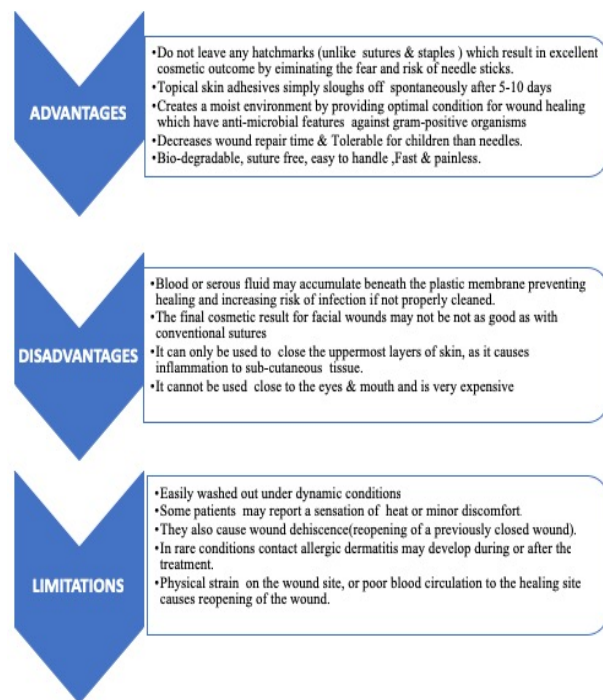 ADVANTAGES
•Do not leave any hatchmarks (unlike sutures & staples ) which result in excellent
cosmetic outcome by eiminating the fear and risk of needle sticks.
•Topical skin adhesives simply sloughs off spontaneously after 5-10 days
•Creates a moist environment by providing optimal condition for wound healing
which have anti-microbial features against gram-positive organisms
•Decreases wound repair time & Tolerable for children than needles.
•Bio-degradable, suture free, easy to handle ,Fast & painless.
DISADVANTAGES
•Blood or serous fluid may accumulate beneath the plastic membrane preventing
healing and increasing risk of infection if not properly cleaned.
•The final cosmetic result for facial wounds may not be not as good as with
conventional sutures
•It can only be used to close the uppermost layers of skin, as it causes
inflammation to sub-cutaneous tissue.
•It cannot be used close to the eyes & mouth and is very expensive
LIMITATIONS
•Easily washed out under dynamic conditions
•Some patients may report a sensation of heat or minor discomfort.
•They also cause wound dehiscence(reopening of a previously closed wound).
•In rare conditions contact allergic dermatitis may develop during or after the
treatment.
•Physical strain on the wound site, or poor blood circulation to the healing site
causes reopening of the wound.